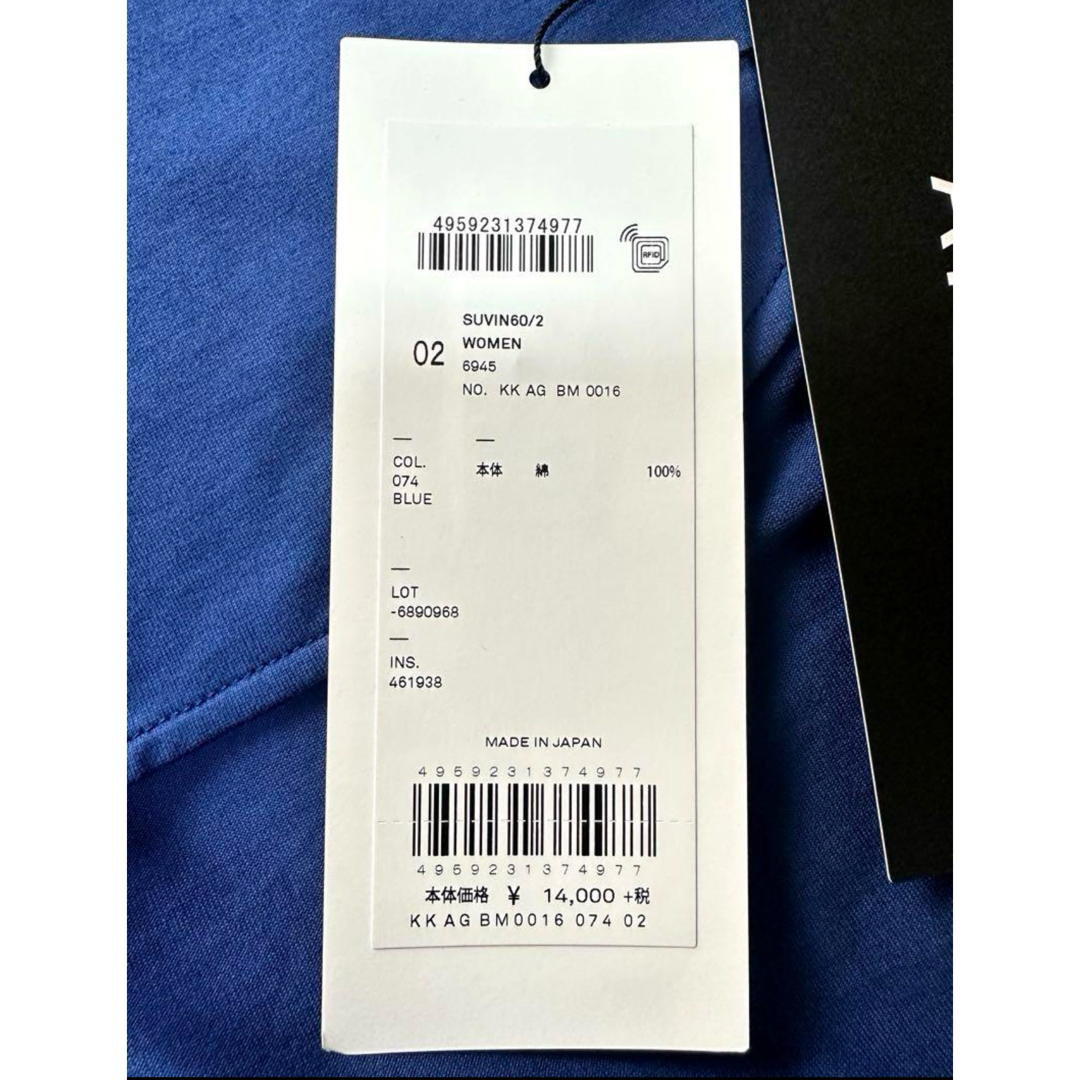 4959231374977
RFID
SUVIN60/2
02 WOMEN
6945
NO. KK AG BM 0016
COL.
074
BLUE
本体 綿 100%
LOT
-6890968
INS.
461938
MADE IN JAPAN
4959231374977
4959231374977
本体価格 ¥ 14,000 +税
KK AG BM0016 074 02